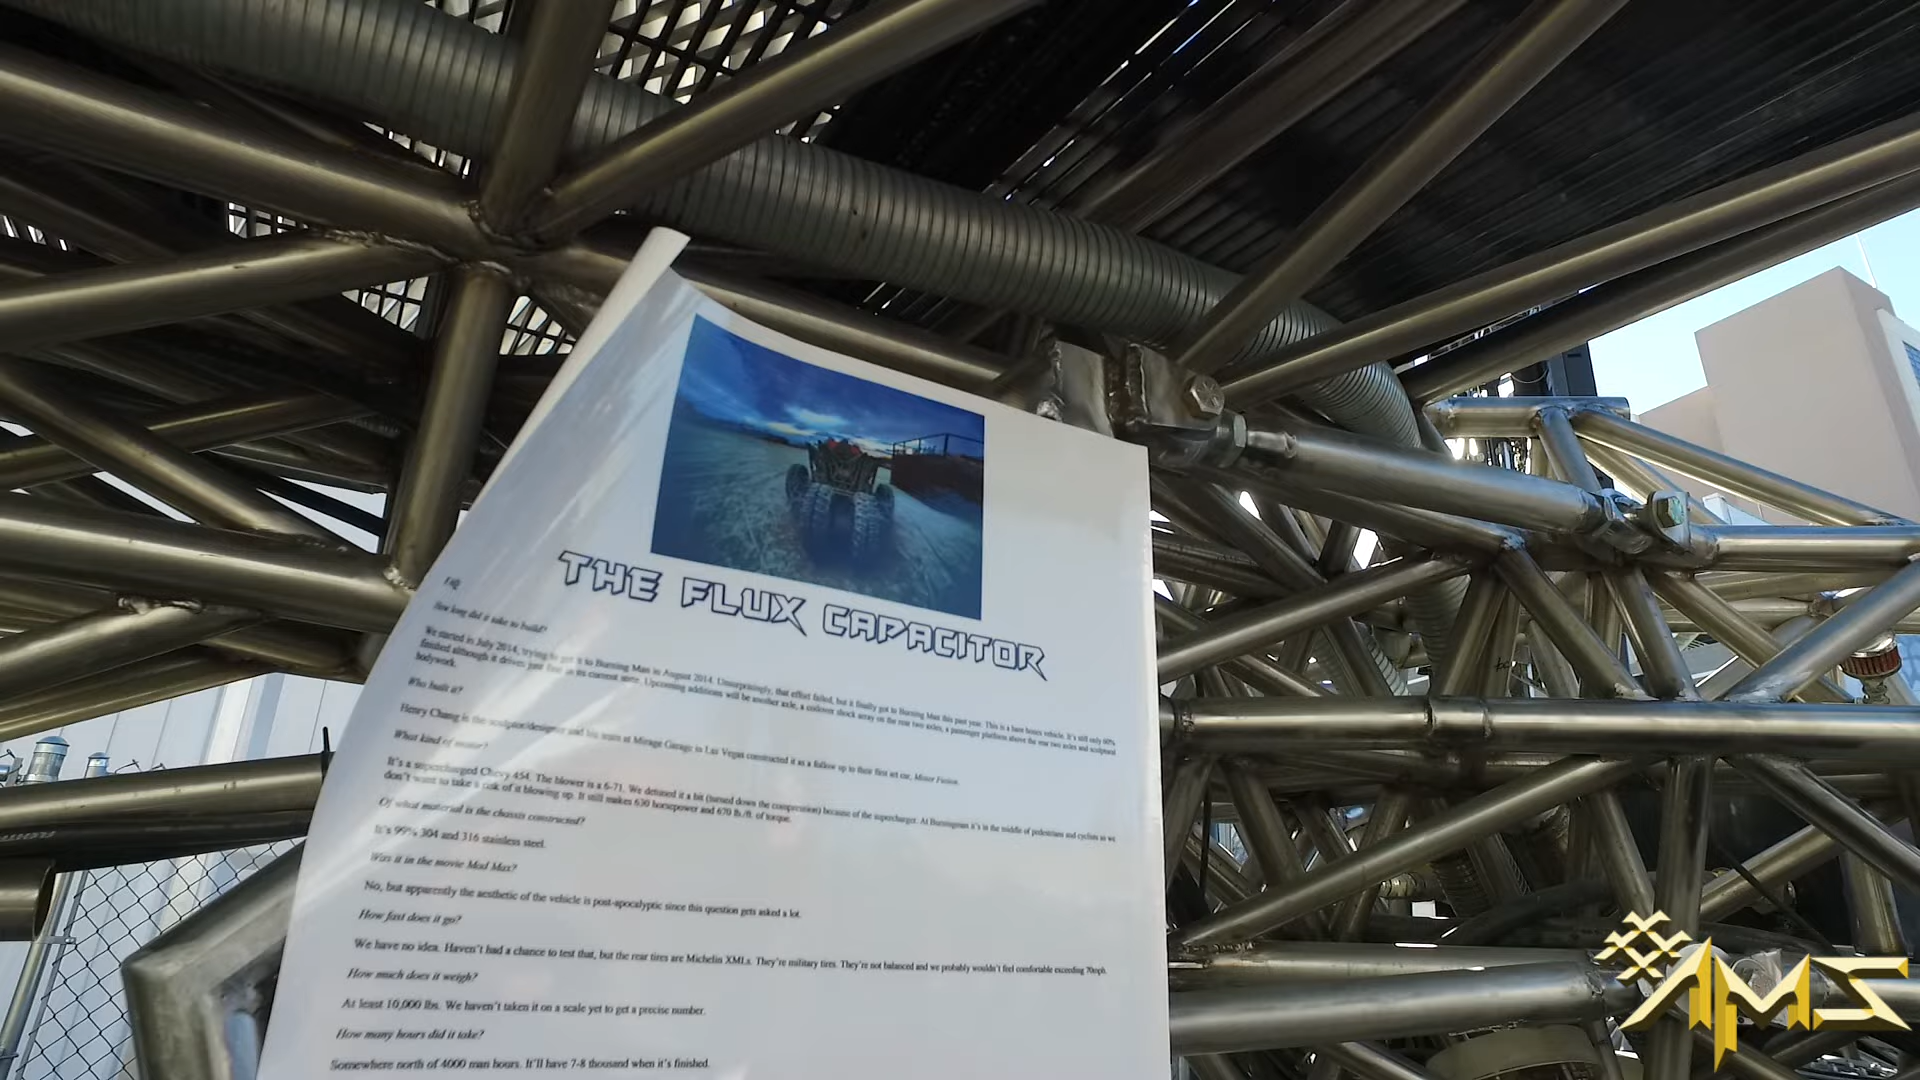 THE FLUX CAPACITOR
FAQ
How long did it take to build?
We started in July 2014, trying to get it to Burning Man in August 2014. Unsurprisingly, that effort failed, but it finally got to Burning Man this past year. This is a bare bones vehicle. It's still only 60%
finished although it drives just fine in its current state. Upcoming additions will be another axle, a coilover shock array on the rear two axles, a passenger platform above the rear two axles and sculptural
bodywork.
Who built it?
Henry Chang is the sculptor/designer and his team at Mirage Garage in Las Vegas constructed it as a follow up to their first art car, Mister Fusion.
What kind of motor?
It's a supercharged Chevy 454. The blower is a 6-71. We detuned it a bit (turned down the compression) because of the supercharger. At Burningman it's in the middle of pedestrians and cyclists so we
don't want to take a risk of it blowing up. It still makes 630 horsepower and 670 lb./ft. of torque.
Of what material is the chassis constructed?
It's 99% 304 and 316 stainless steel.
Was it in the movie Mad Max?
No, but apparently the aesthetic of the vehicle is post-apocalyptic since this question gets asked a lot.
How fast does it go?
We have no idea. Haven't had a chance to test that, but the rear tires are Michelin XMLs. They're military tires. They're not balanced and we probably wouldn't feel comfortable exceeding 70mph.
How much does it weigh?
At least 10,000 lbs. We haven't taken it on a scale yet to get a precise number.
How many hours did it take?
Somewhere north of 4000 man hours. It'll have 7-8 thousand when it's finished.
AMS